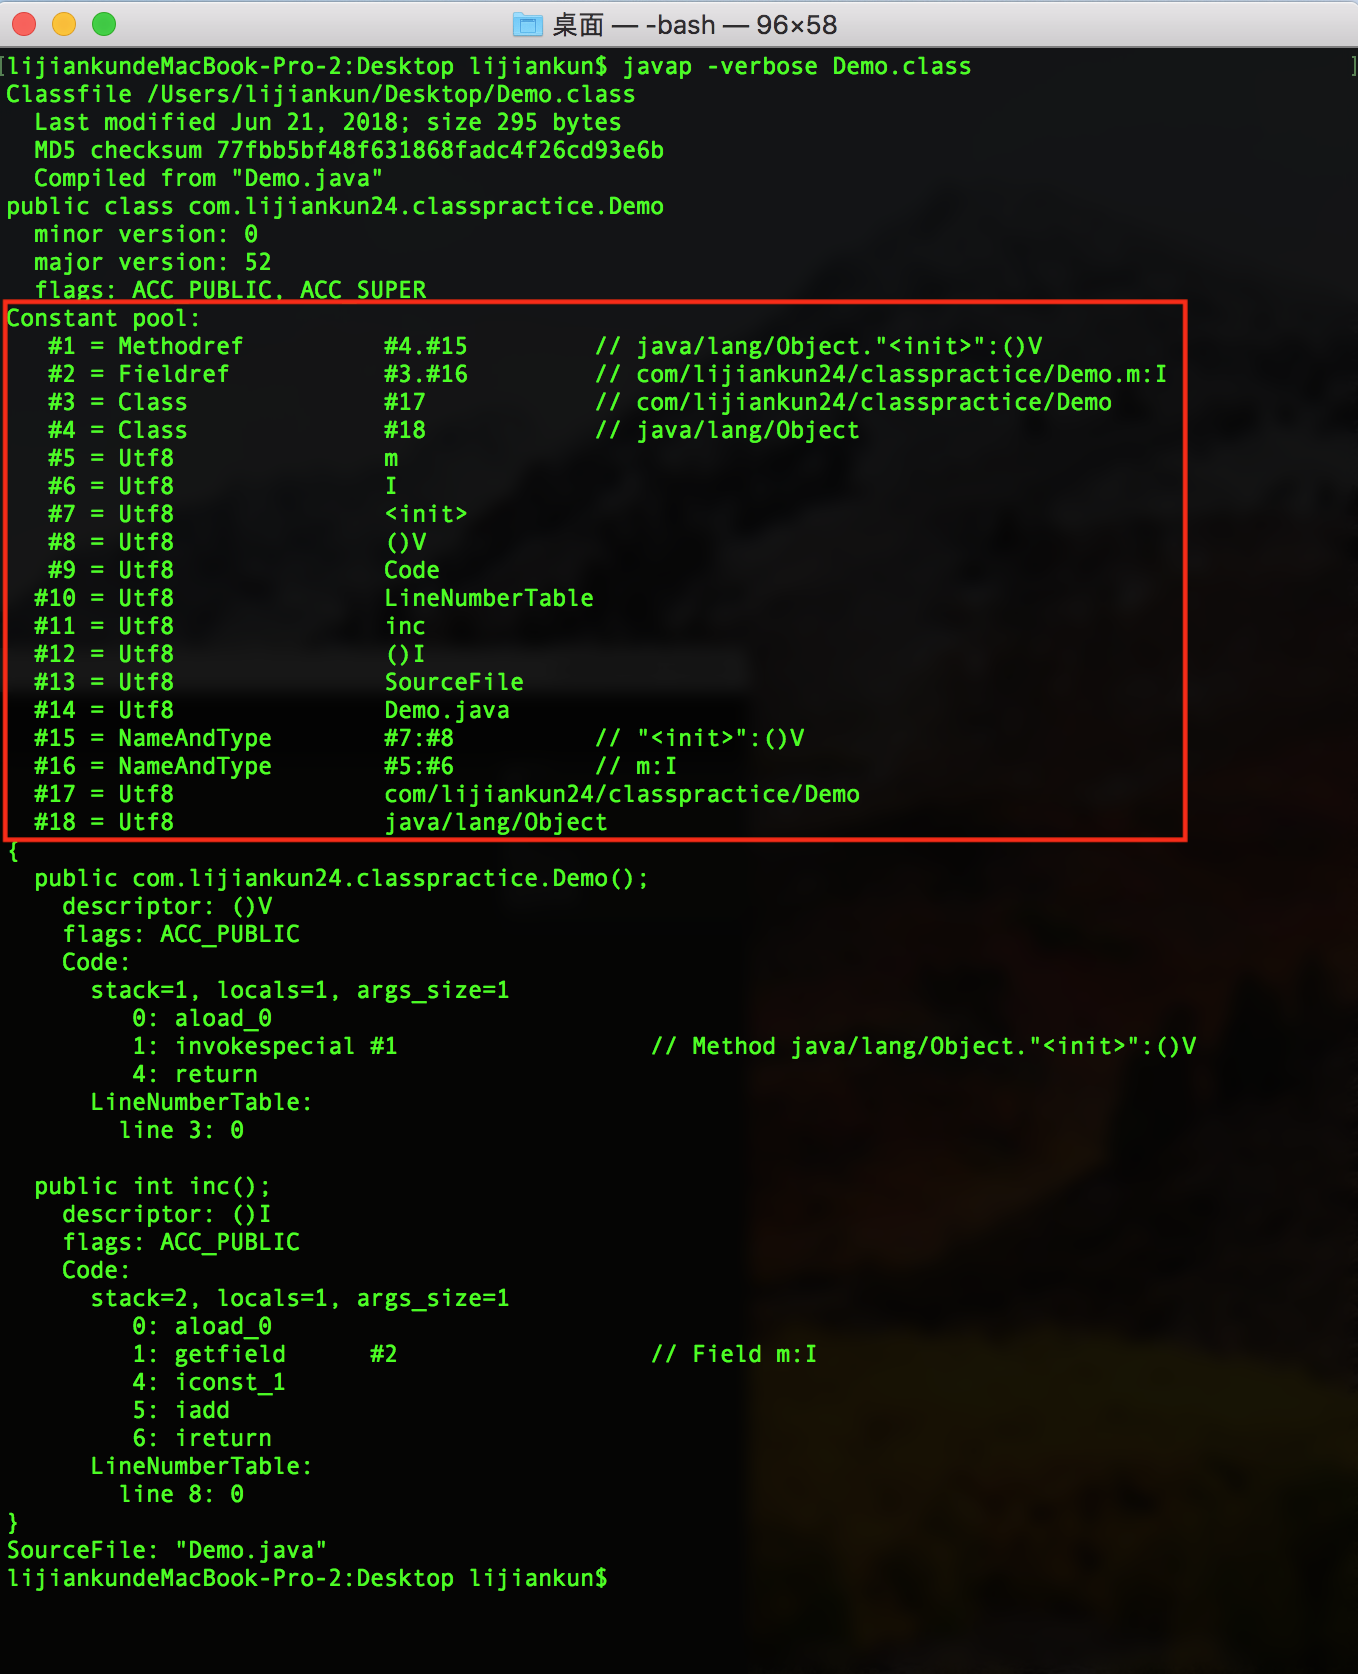 桌面 — -bash — 96×58
[lijiankundeMacBook-Pro-2:Desktop lijiankun$ javap -verbose Demo.class ]
Classfile /Users/lijiankun/Desktop/Demo.class
  Last modified Jun 21, 2018; size 295 bytes
  MD5 checksum 77fbb5bf48f631868fadc4f26cd93e6b
  Compiled from "Demo.java"
public class com.lijiankun24.classpractice.Demo
  minor version: 0
  major version: 52
  flags: ACC_PUBLIC, ACC_SUPER
Constant pool:
   #1 = Methodref          #4.#15         // java/lang/Object."<init>":()V
   #2 = Fieldref           #3.#16         // com/lijiankun24/classpractice/Demo.m:I
   #3 = Class              #17            // com/lijiankun24/classpractice/Demo
   #4 = Class              #18            // java/lang/Object
   #5 = Utf8               m
   #6 = Utf8               I
   #7 = Utf8               <init>
   #8 = Utf8               ()V
   #9 = Utf8               Code
  #10 = Utf8               LineNumberTable
  #11 = Utf8               inc
  #12 = Utf8               ()I
  #13 = Utf8               SourceFile
  #14 = Utf8               Demo.java
  #15 = NameAndType        #7:#8          // "<init>":()V
  #16 = NameAndType        #5:#6          // m:I
  #17 = Utf8               com/lijiankun24/classpractice/Demo
  #18 = Utf8               java/lang/Object
{
  public com.lijiankun24.classpractice.Demo();
    descriptor: ()V
    flags: ACC_PUBLIC
    Code:
      stack=1, locals=1, args_size=1
         0: aload_0
         1: invokespecial #1                  // Method java/lang/Object."<init>":()V
         4: return
      LineNumberTable:
        line 3: 0

  public int inc();
    descriptor: ()I
    flags: ACC_PUBLIC
    Code:
      stack=2, locals=1, args_size=1
         0: aload_0
         1: getfield      #2                  // Field m:I
         4: iconst_1
         5: iadd
         6: ireturn
      LineNumberTable:
        line 8: 0
}
SourceFile: "Demo.java"
lijiankundeMacBook-Pro-2:Desktop lijiankun$